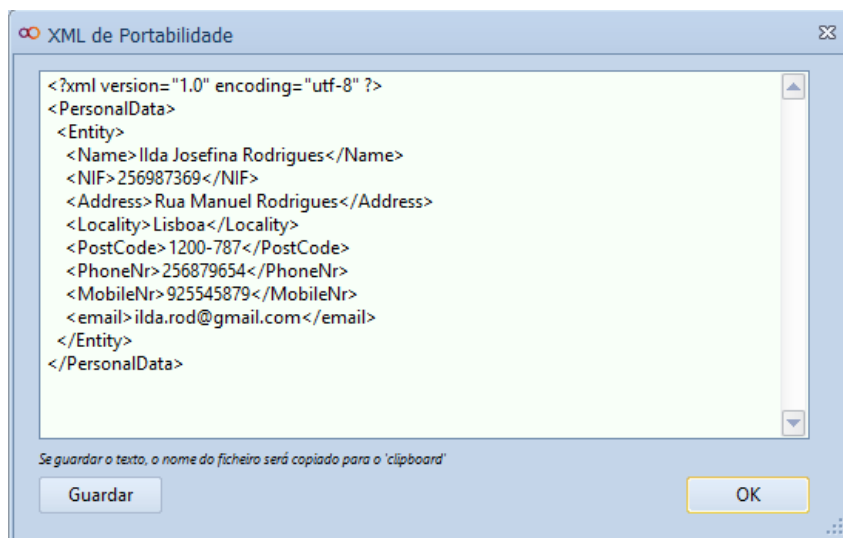 XML de Portabilidade
<?xml version="1.0" encoding="utf-8" ?>
<PersonalData>
<Entity>
<Name>Ilda Josefina Rodrigues</Name>
<NIF>256987369</NIF>
<Address>Rua Manuel Rodrigues</Address>
<Locality>Lisboa</Locality>
<PostCode>1200-787</PostCode>
<PhoneNr>256879654</PhoneNr>
<MobileNr>925545879</MobileNr>
<email>ilda.rod@gmail.com</email>
</Entity>
</PersonalData>
Se guardar o texto, o nome do ficheiro será copiado para o 'clipboard'
Guardar
OK